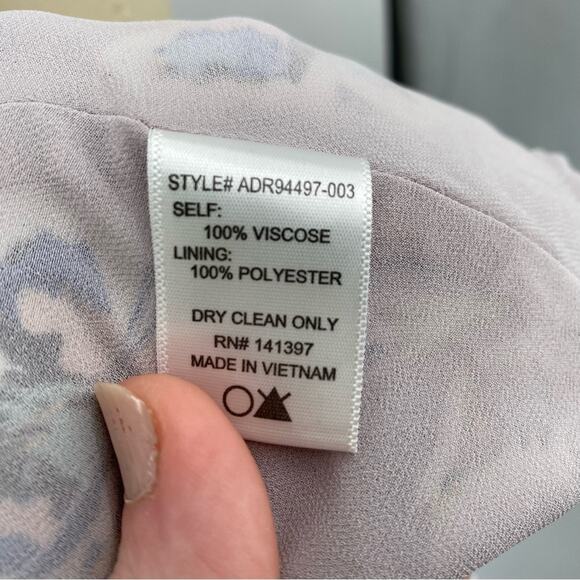 STYLE# ADR94497-003
SELF:
100% VISCOSE
LINING:
100% POLYESTER
DRY CLEAN ONLY
RN# 141397
MADE IN VIETNAM